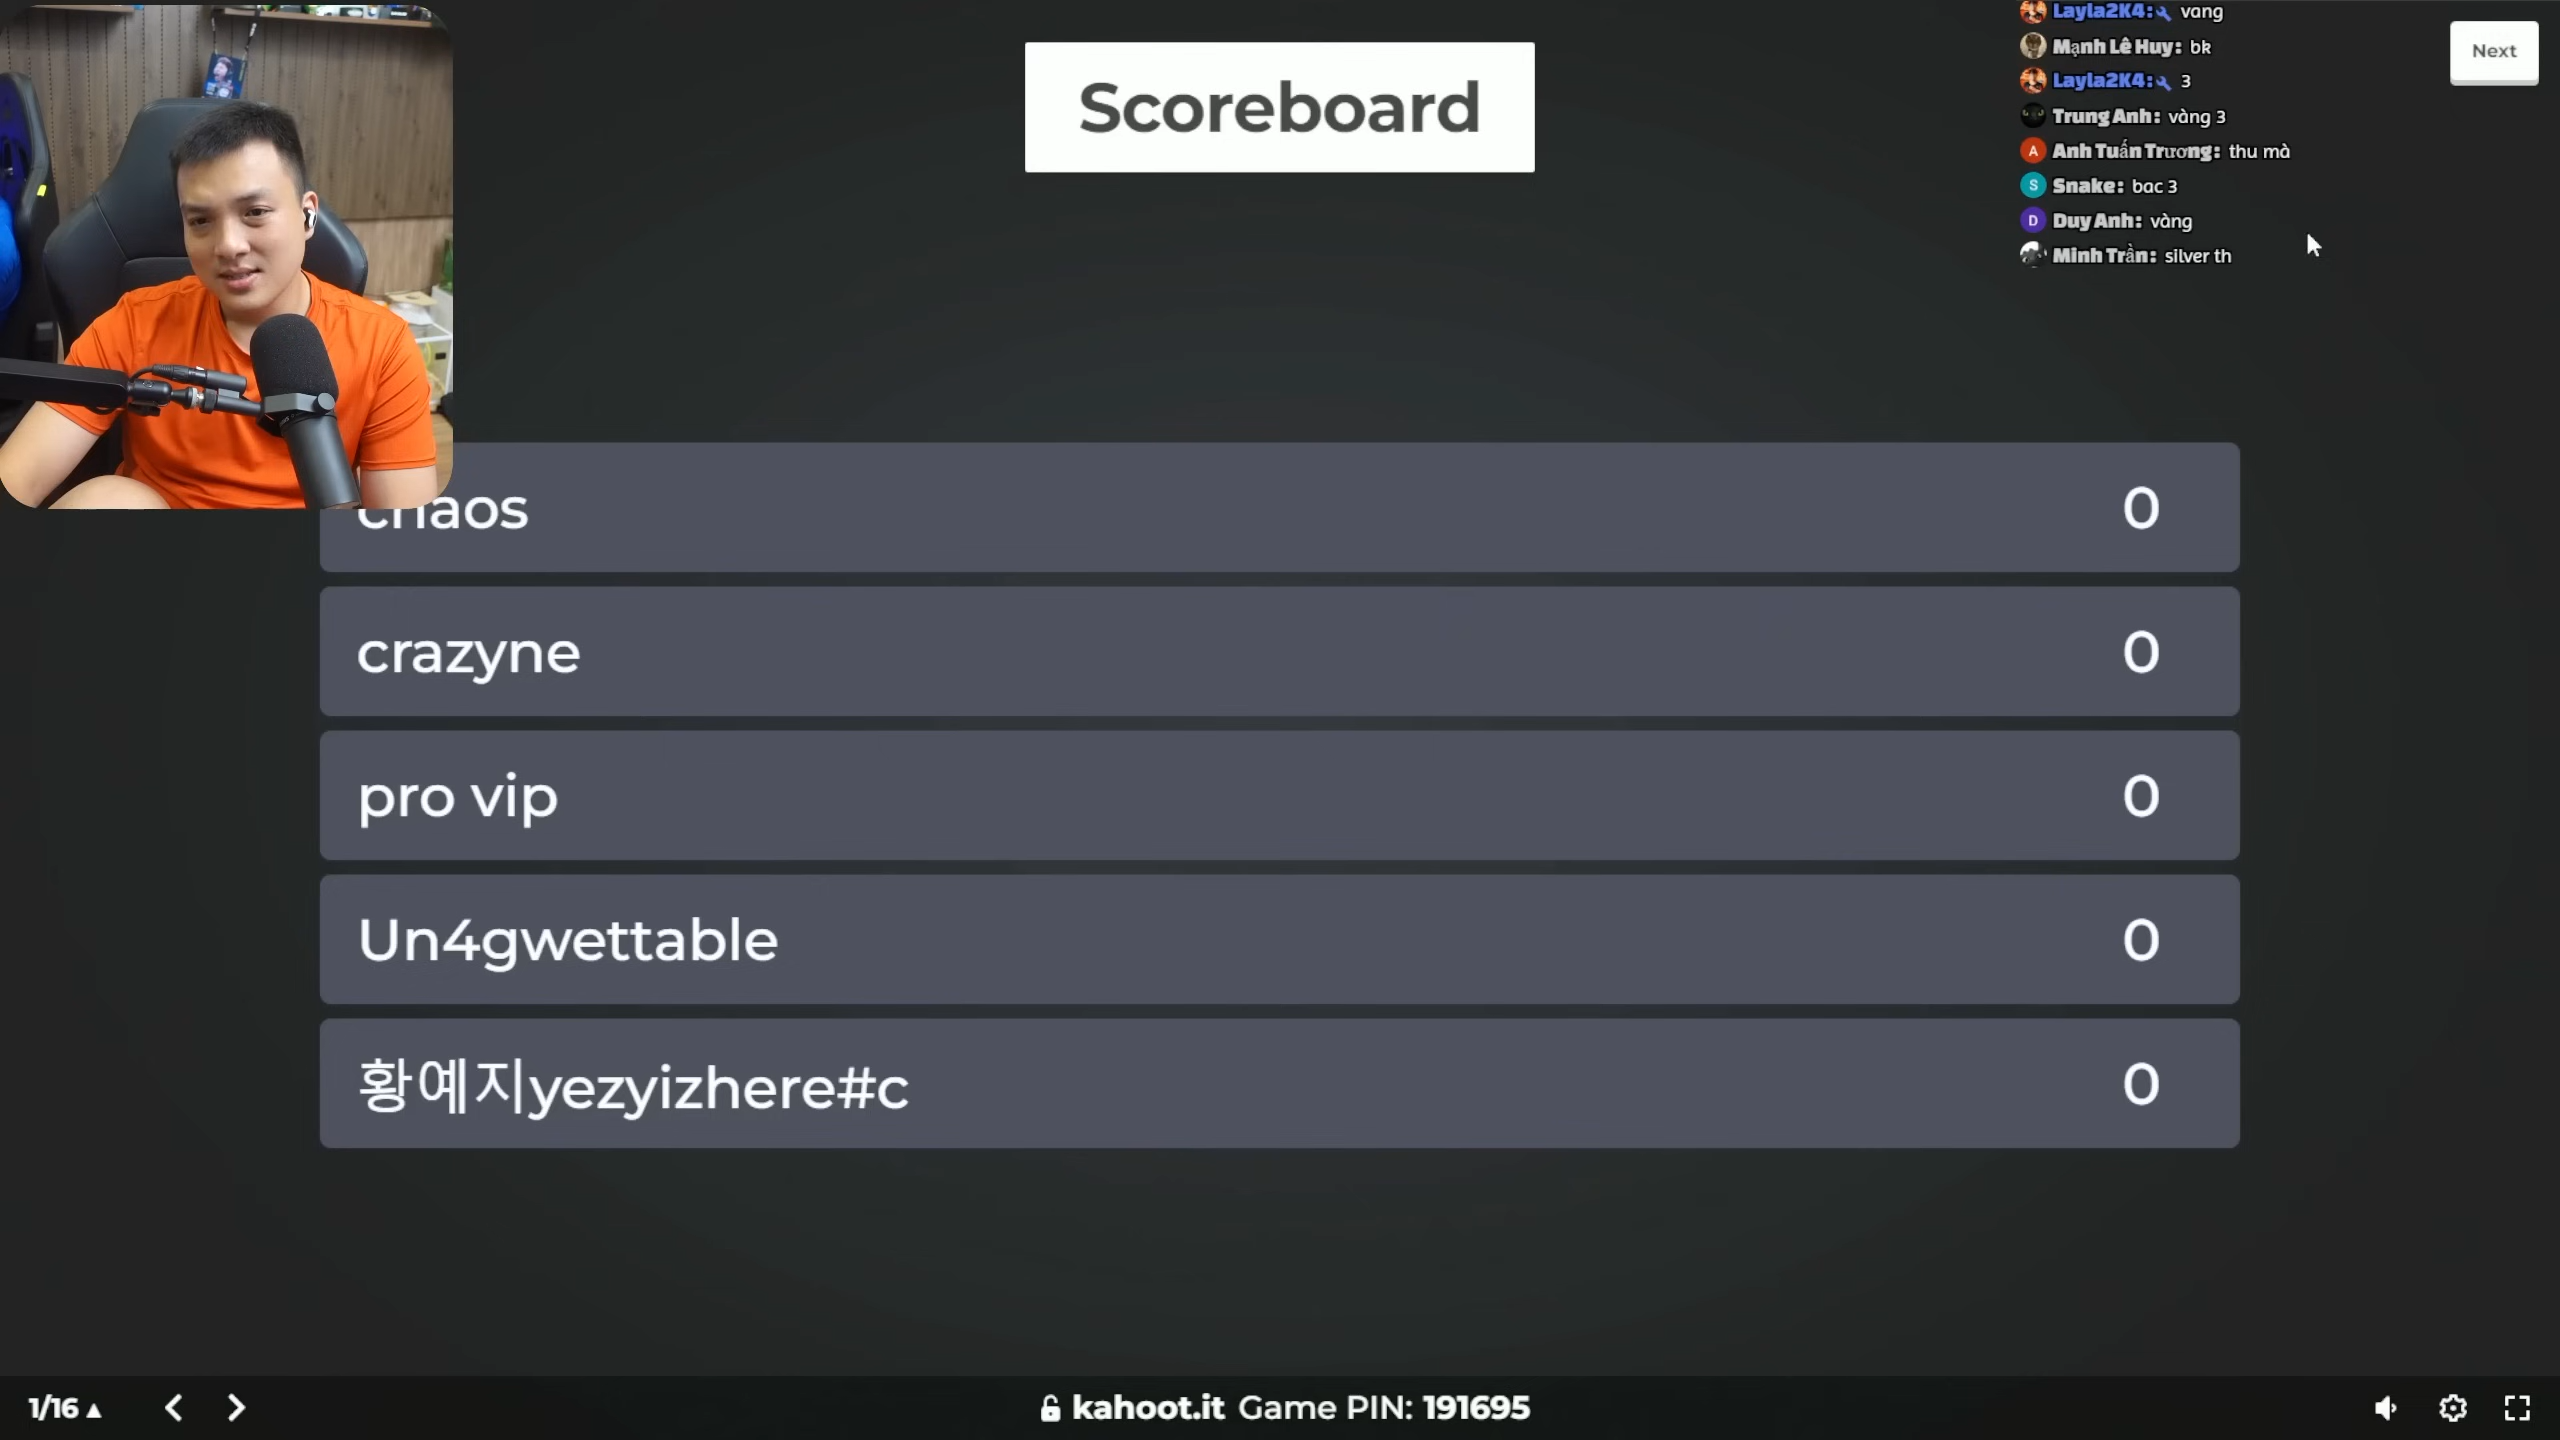 Scoreboard
Next
Layla2K4: vang
Mạnh Lê Huy: bk
Layla2K4: 3
Trung Anh: vàng 3
A
Anh Tuấn Trương: thu mà
S
Snake: bac 3
D
Duy Anh: vàng
Minh Trần: silver th
chaos 0
crazyne 0
pro vip 0
Un4gwettable 0
황예지yezyizhere#c 0
1/16
kahoot.it Game PIN: 191695